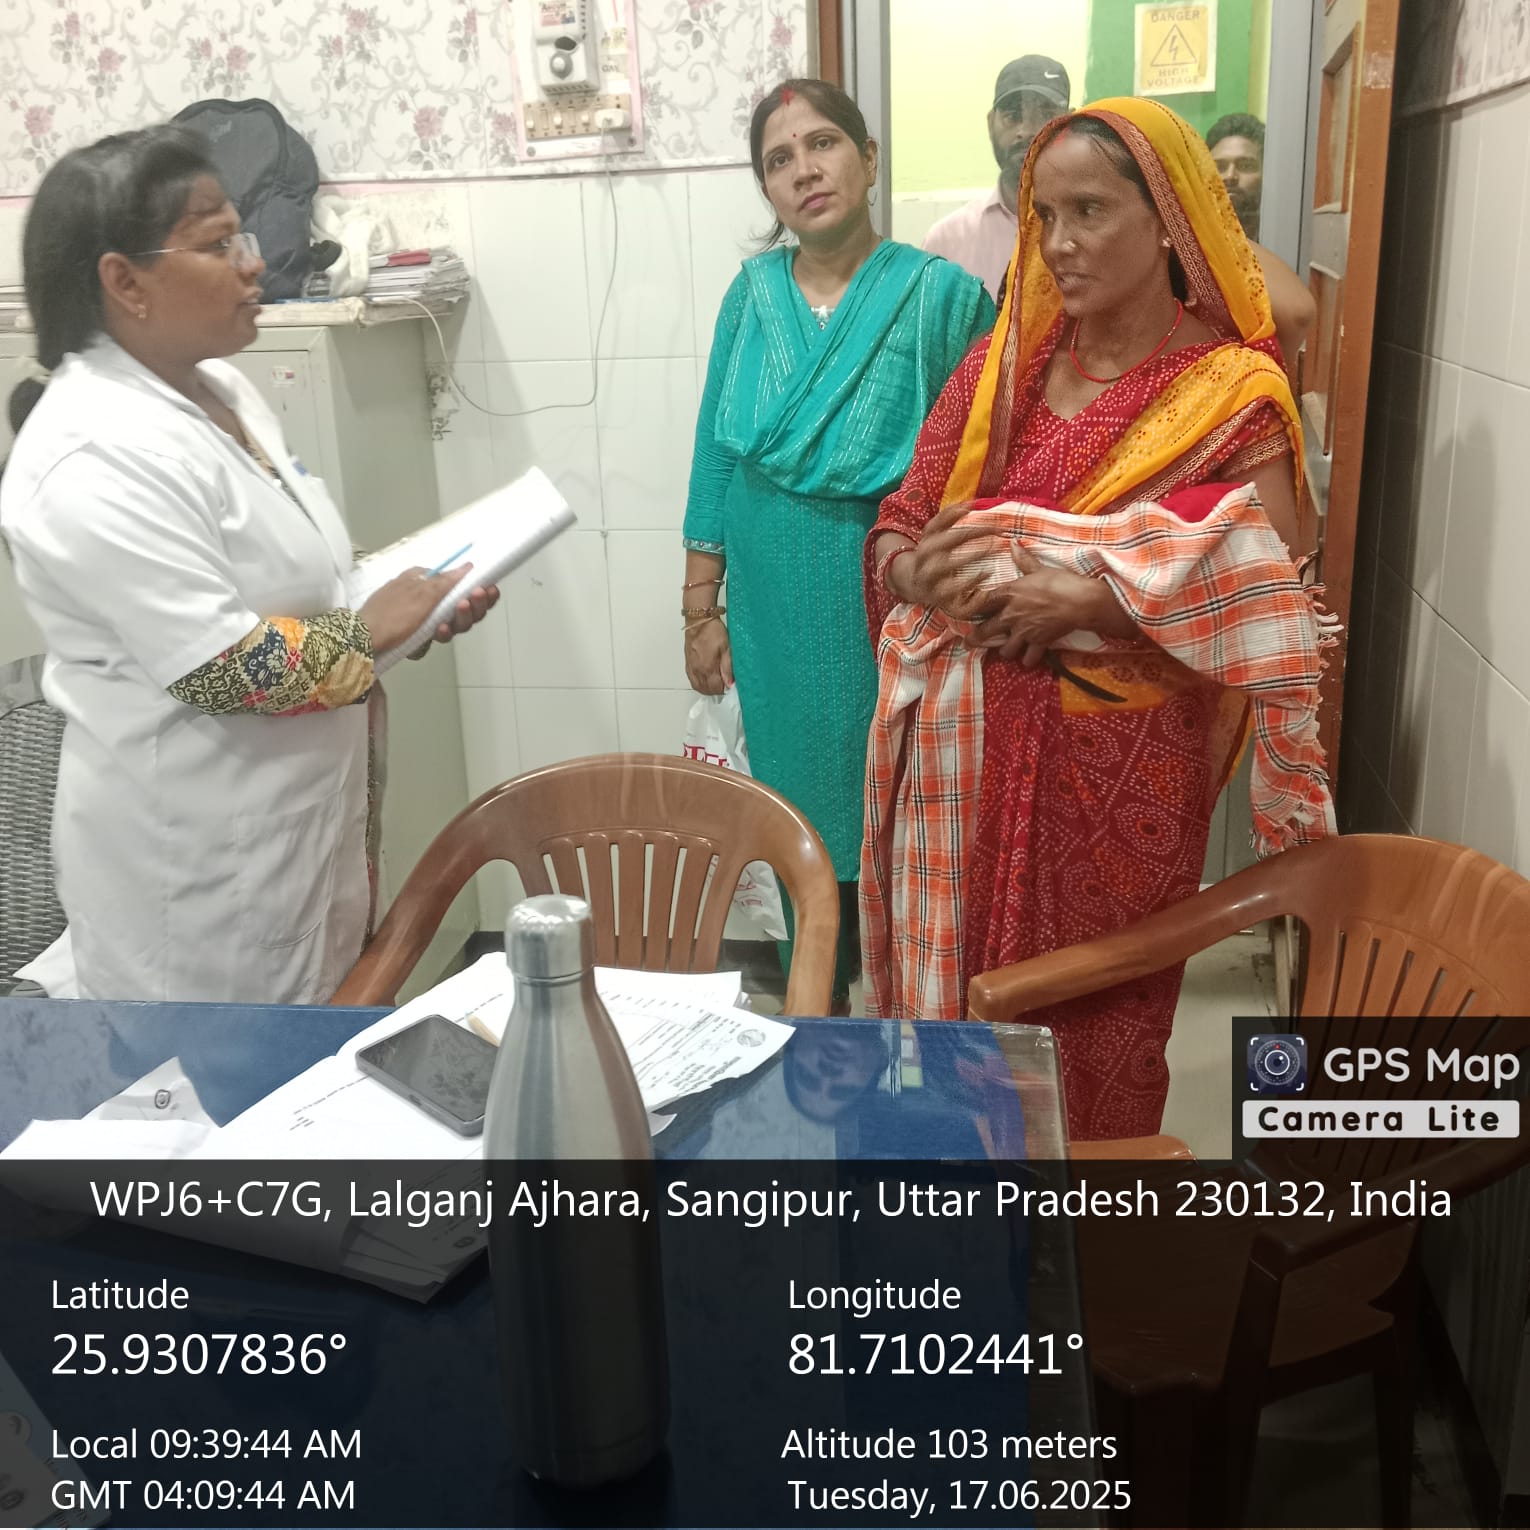 DANGER
HIGH
VOLTAGE
GPS Map
Camera Lite
WPJ6+C7G, Lalganj Ajhara, Sangipur, Uttar Pradesh 230132, India
Latitude
25.9307836°
Longitude
81.7102441°
Local 09:39:44 AM
GMT 04:09:44 AM
Altitude 103 meters
Tuesday, 17.06.2025